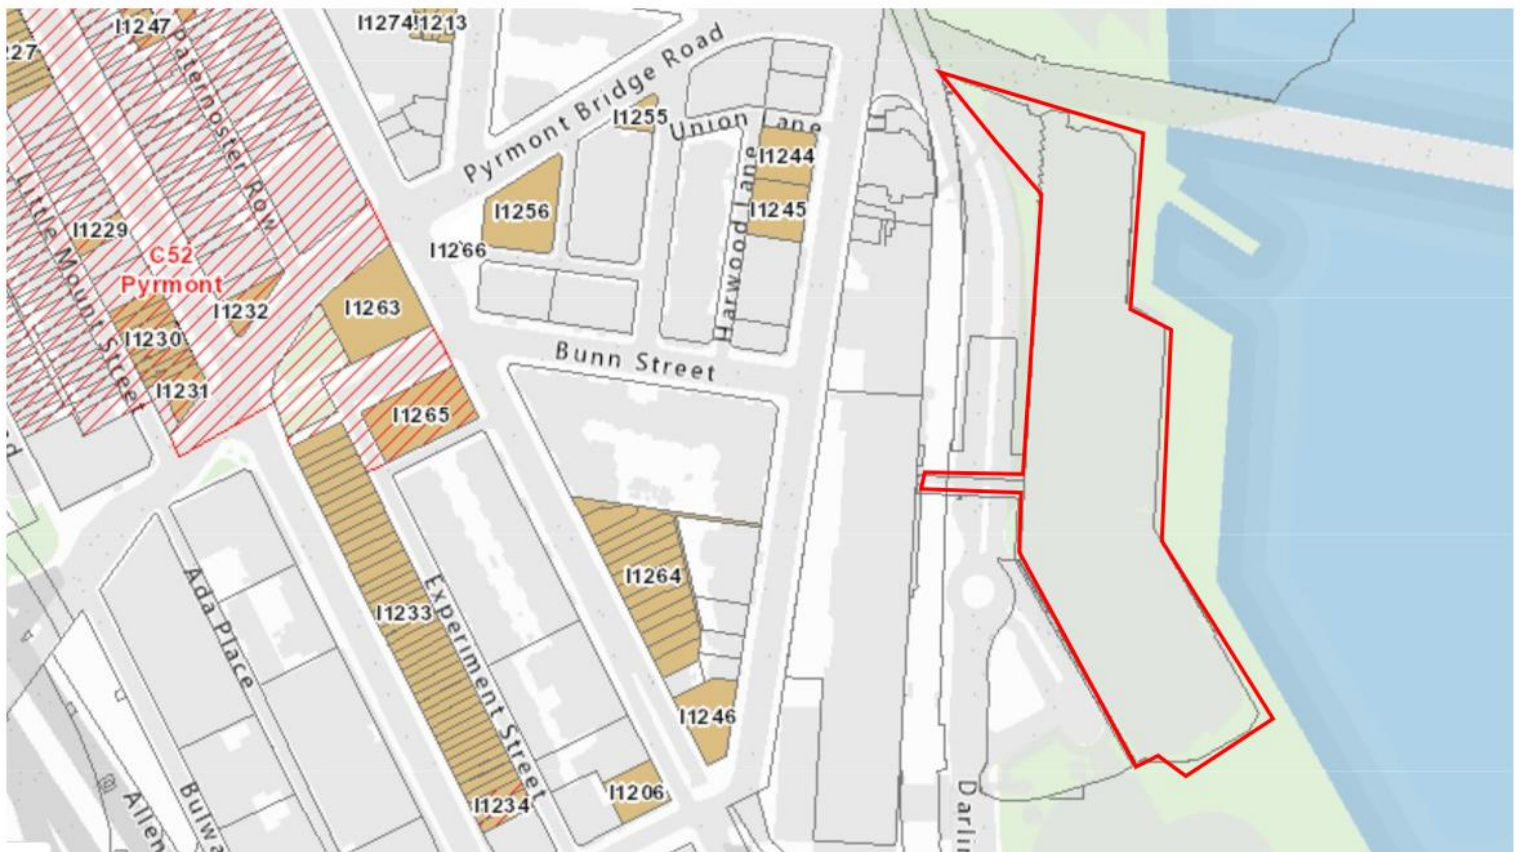 I1247
I1274
I1213
227
Paternoster Row
Pyrmont Bridge Road
I1255
Union Lane
I1244
I1256
I1245
Harwood Lane
I1229
I1266
C52
Pyrmont
I1232
I1263
Little Mount Street
I1230
I1231
Bunn Street
I1265
I1264
Ada Place
I1233
Experiment Street
I1246
I1234
I1206
Bulwa
Allen
Darli